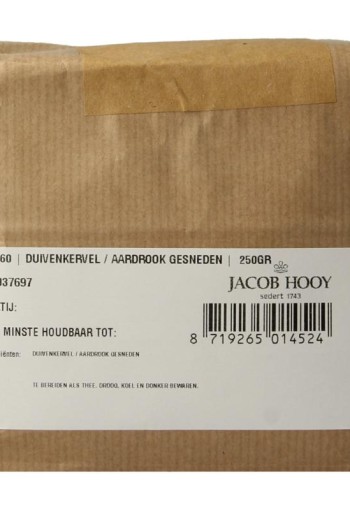 60 | DUIVENKERVEL / AARDROOK GESNEDEN | 250GR
037697
JACOB HOOY
sedert 1743
TIJ:
MINSTE HOUDBAAR TOT:
8 719265 014524
diënten: DUIVENKERVEL / AARDROOK GESNEDEN
TE BEREIDEN ALS THEE. DROOG, KOEL EN DONKER BEWAREN.